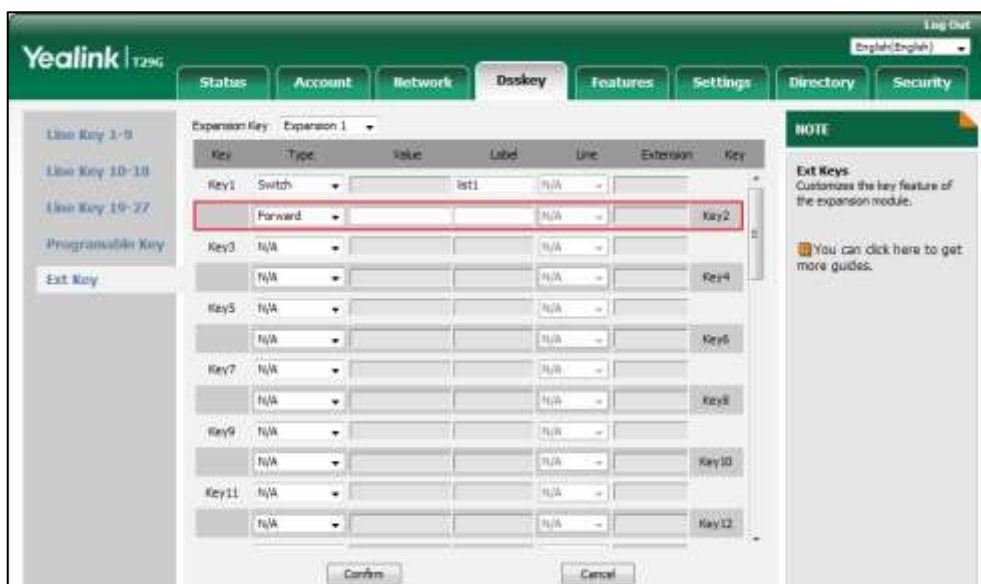 Log Out
Yealink T29G
English(English)
Status Account Network Dsskey Features Settings Directory Security
Line Key 1-9
Line Key 10-18
Line Key 19-27
Programable Key
Ext Key
Expansion Key Expansion 1
Key Type Value Label Line Extension Key
Key1 Switch list1 N/A
Forward N/A Key2
Key3 N/A N/A
N/A N/A Key4
Key5 N/A N/A
N/A N/A Key6
Key7 N/A N/A
N/A N/A Key8
Key9 N/A N/A
N/A N/A Key10
Key11 N/A N/A
N/A N/A Key12
Confirm Cancel
NOTE
Ext Keys
Customizes the key feature of
the expansion module.
You can click here to get
more guides.